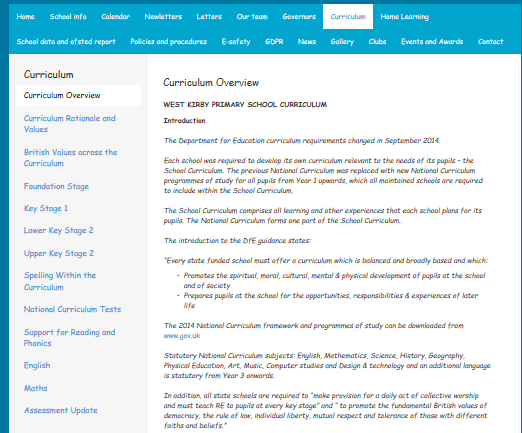 Home School info Calendar Newletters Letters Our team Governors Curriculum Home Learning
School data and ofsted report Policies and procedures E-safety GDPR News Gallery Clubs Events and Awards Contact
Curriculum
Curriculum Overview
Curriculum Rationale and
Values
British Values across the
Curriculum
Foundation Stage
Key Stage 1
Lower Key Stage 2
Upper Key Stage 2
Spelling Within the
Curriculum
National Curriculum Tests
Support for Reading and
Phonics
English
Maths
Assessment Update
Curriculum Overview
WEST KIRBY PRIMARY SCHOOL CURRICULUM
Introduction
The Department for Education curriculum requirements changed in September 2014.
Each school was required to develop its own curriculum relevant to the needs of its pupils – the
School Curriculum. The previous National Curriculum was replaced with new National Curriculum
programmes of study for all pupils from Year 1 upwards, which all maintained schools are required
to include within the School Curriculum.
The School Curriculum comprises all learning and other experiences that each school plans for its
pupils. The National Curriculum forms one part of the School Curriculum.
The introduction to the DfE guidance states:
"Every state funded school must offer a curriculum which is balanced and broadly based and which:
• Promotes the spiritual, moral, cultural, mental & physical development of pupils at the school
and of society
• Prepares pupils at the school for the opportunities, responsibilities & experiences of later
life
The 2014 National Curriculum framework and programmes of study can be downloaded from
www.gov.uk
Statutory National Curriculum subjects: English, Mathematics, Science, History, Geography,
Physical Education, Art, Music, Computer studies and Design & technology and an additional language
is statutory from Year 3 onwards.
In addition, all state schools are required to "make provision for a daily act of collective worship
and must teach RE to pupils at every key stage" and " to promote the fundamental British values of
democracy, the rule of law, individual liberty, mutual respect and tolerance of those with different
faiths and beliefs."